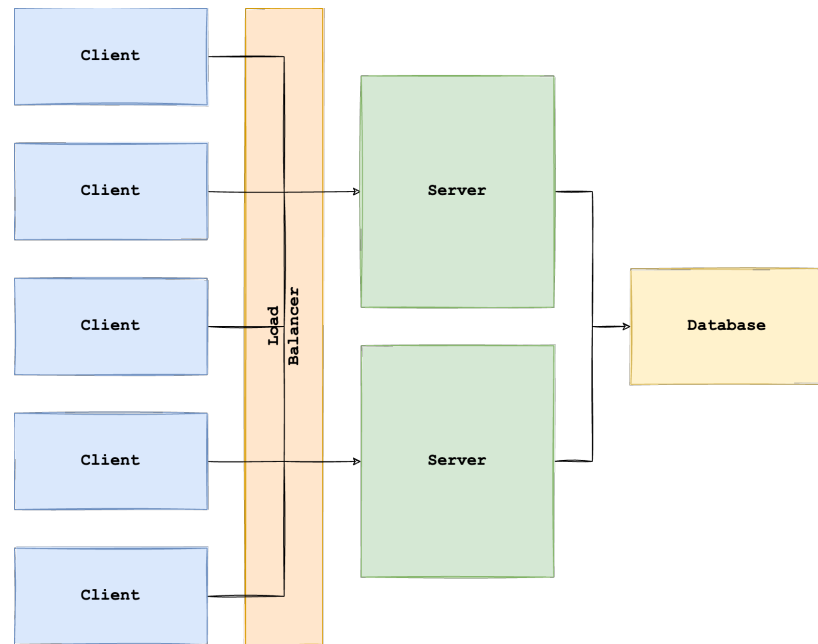 Client
Client
Client
Client
Client
Load
Balancer
Server
Server
Database